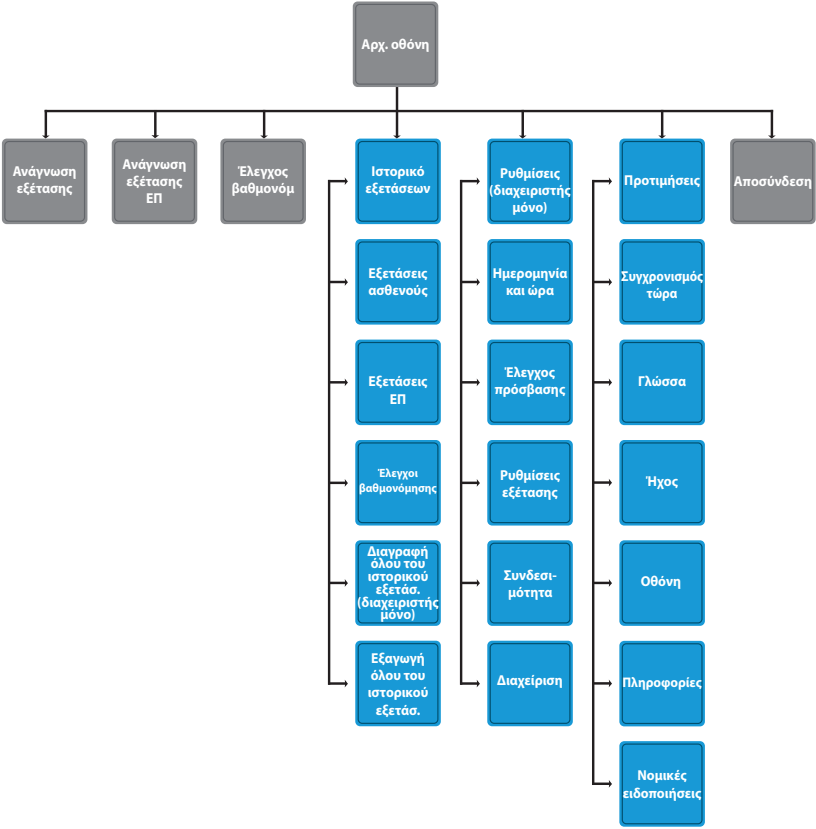 Αρχ. οθόνη
Ανάγνωση
εξέτασης
Ανάγνωση
εξέτασης
ΕΠ
Έλεγχος
βαθμονόμ
Ιστορικό
εξετάσεων
Ρυθμίσεις
(διαχειριστής
μόνο)
Προτιμήσεις
Αποσύνδεση
Εξετάσεις
ασθενούς
Ημερομηνία
και ώρα
Συγχρονισμός
τώρα
Εξετάσεις
ΕΠ
Έλεγχος
πρόσβασης
Γλώσσα
Έλεγχοι
βαθμονόμησης
Ρυθμίσεις
εξέτασης
Ήχος
Διαγραφή
όλου του
ιστορικού
εξετάσ.
(διαχειριστής
μόνο)
Συνδεσι-
μότητα
Οθόνη
Εξαγωγή
όλου του
ιστορικού
εξετάσ.
Διαχείριση
Πληροφορίες
Νομικές
ειδοποιήσεις